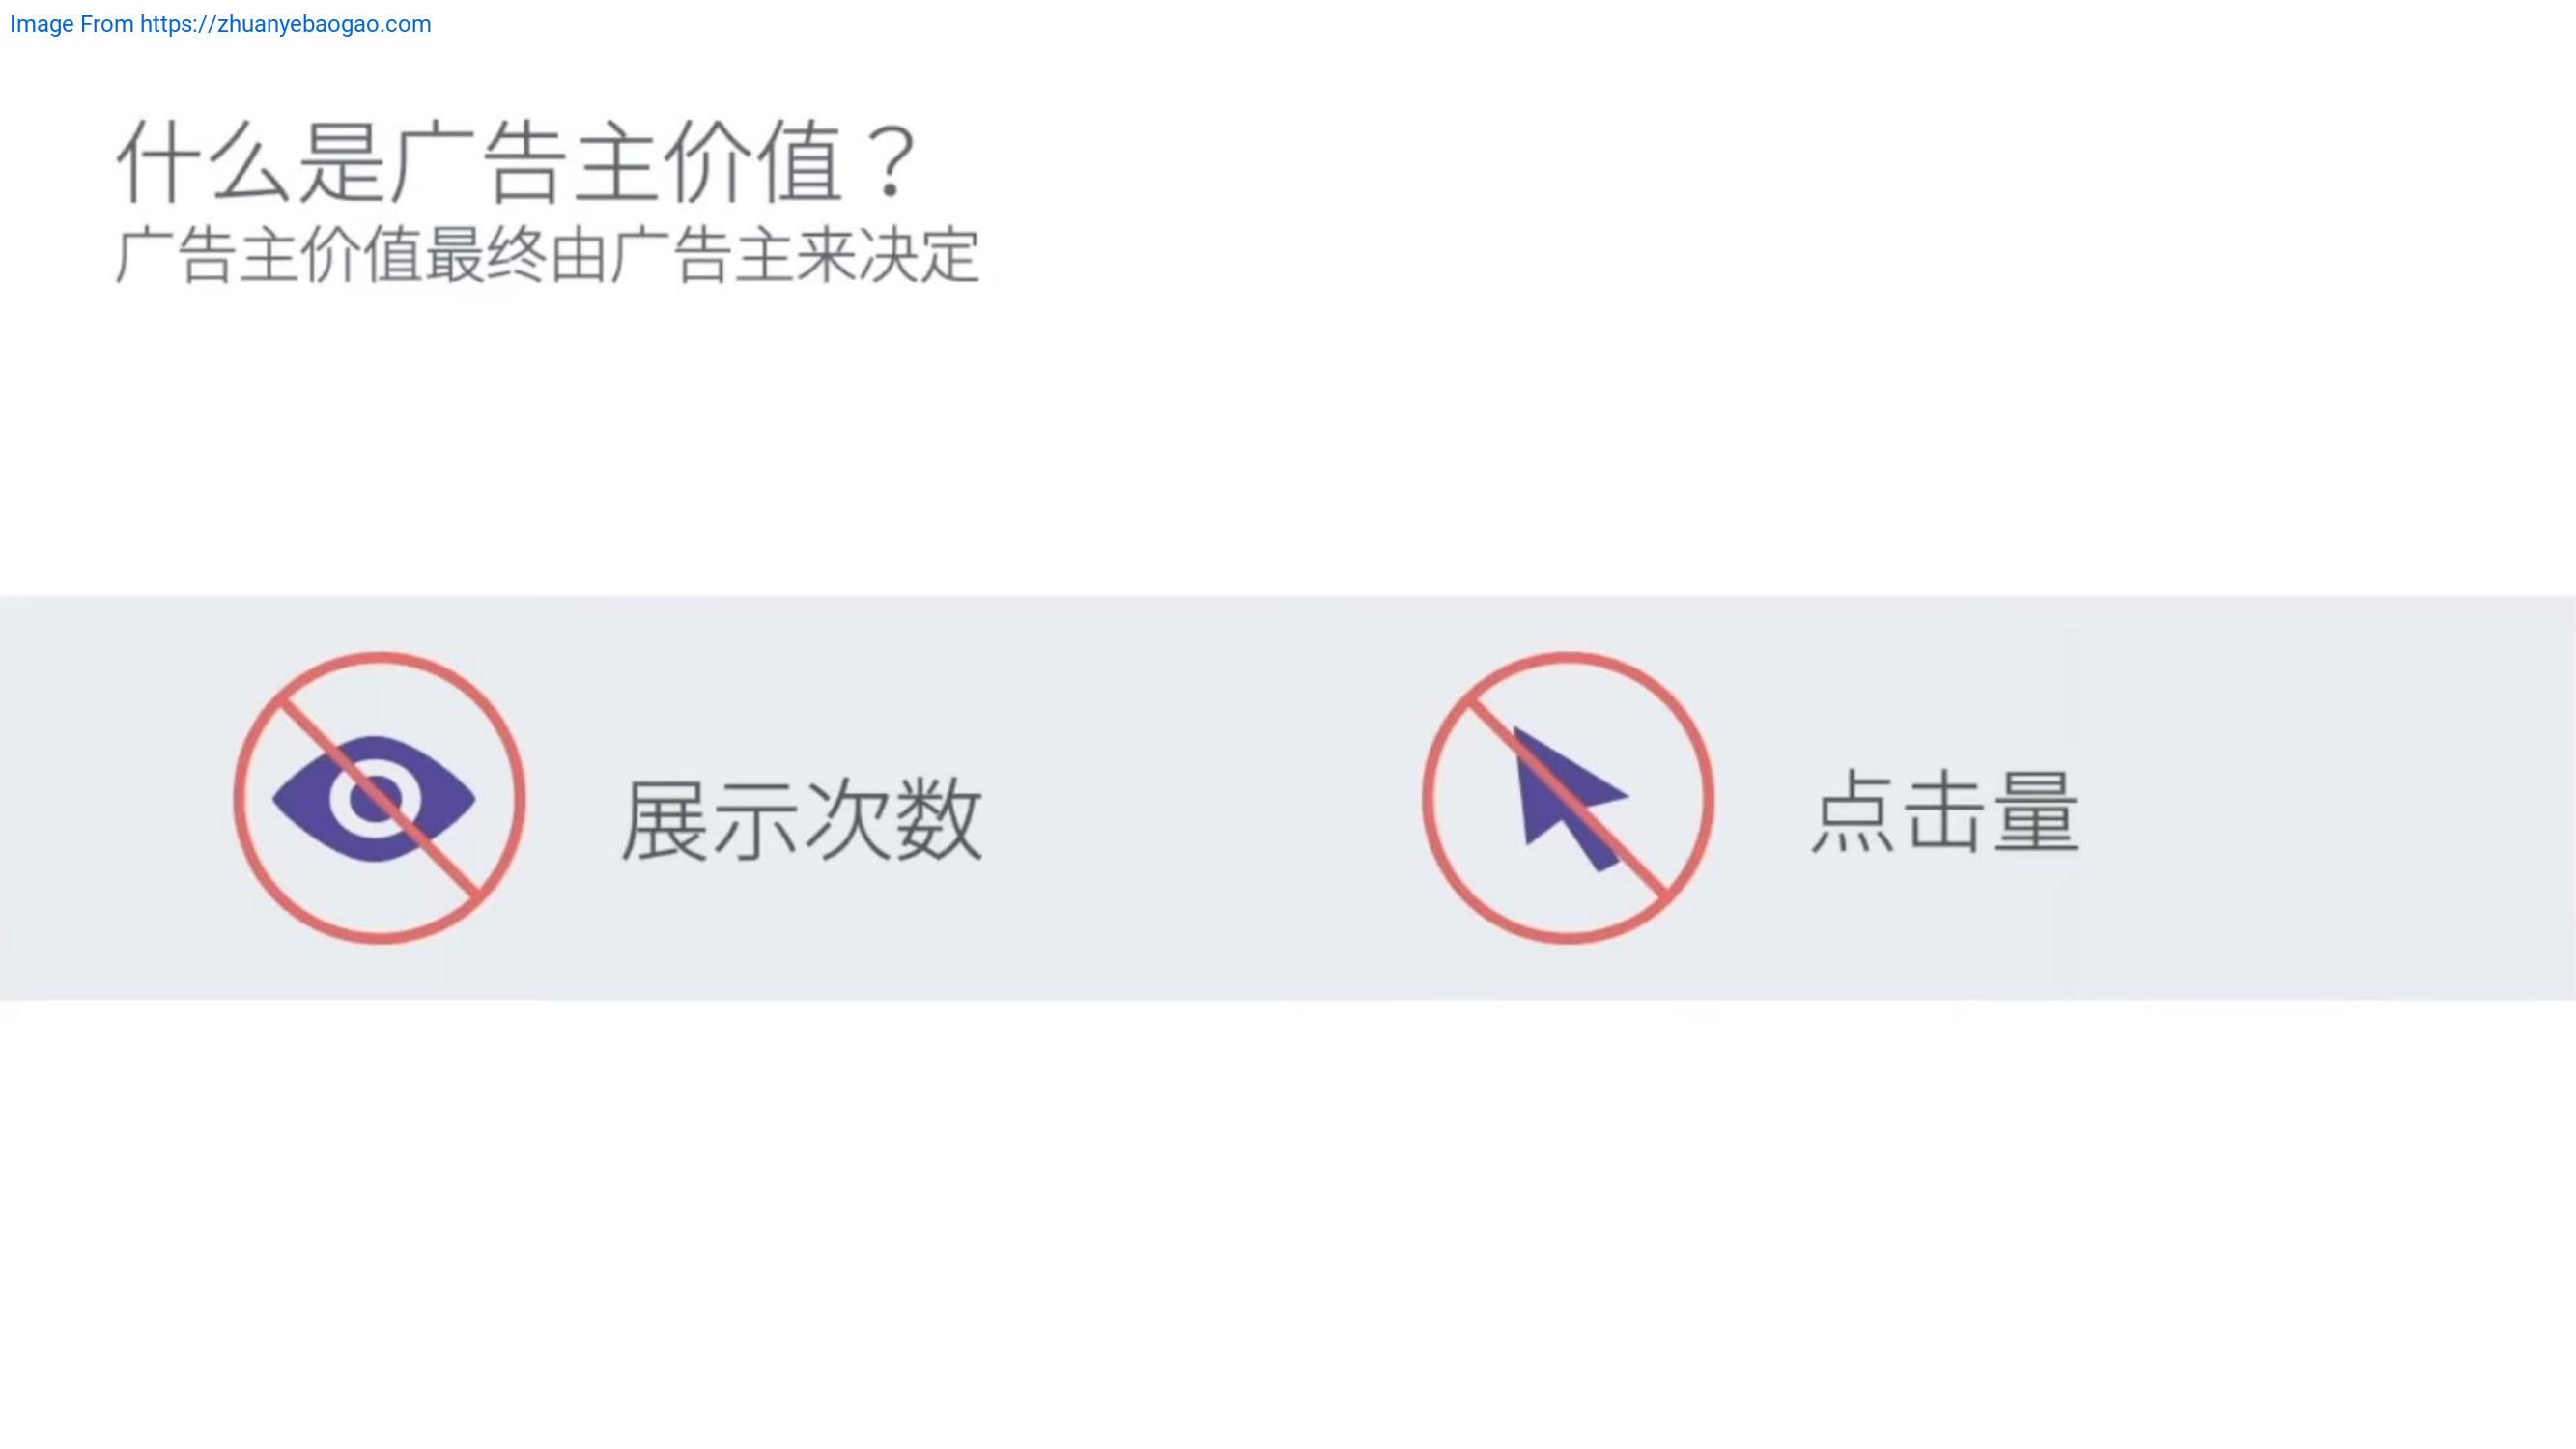 Image From https://zhuanyebaogao.com
什么是广告主价值？
广告主价值最终由广告主来决定
展示次数
点击量